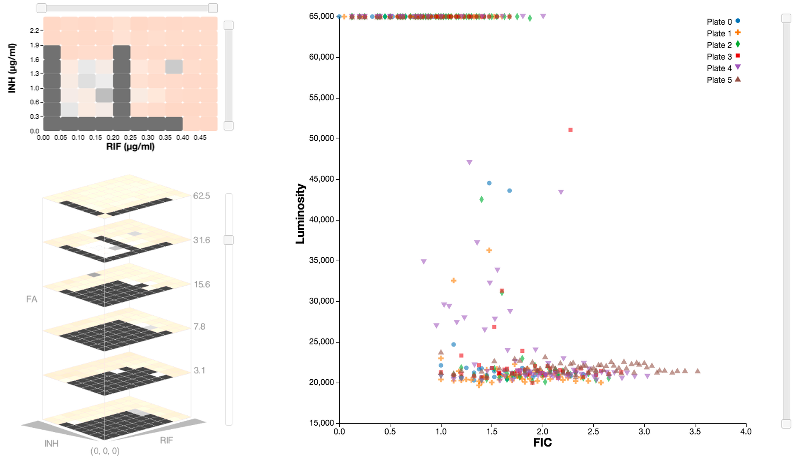 INH (µg/ml)
2.2
1.9
1.6
1.3
1.0
0.6
0.3
0.0
0.00 0.05 0.10 0.15 0.20 0.25 0.30 0.35 0.40 0.45
RIF (µg/ml)
62.5
31.6
15.6
7.8
3.1
FA
INH
RIF
(0, 0, 0)
Luminosity
65,000
60,000
55,000
50,000
45,000
40,000
35,000
30,000
25,000
20,000
15,000
0.0 0.5 1.0 1.5 2.0 2.5 3.0 3.5 4.0
FIC
Plate 0
Plate 1
Plate 2
Plate 3
Plate 4
Plate 5